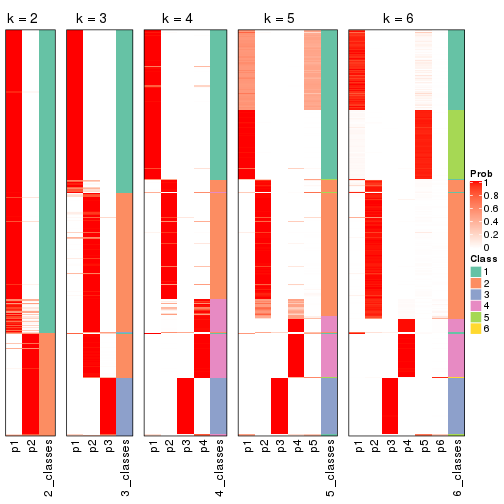 k = 2
k = 3
k = 4
k = 5
k = 6
Prob
1
0.8
0.6
0.4
0.2
0
Class
1
2
3
4
5
6
p1
p2
2_classes
p1
p2
p3
3_classes
p1
p2
p3
p4
4_classes
p1
p2
p3
p4
p5
5_classes
p1
p2
p3
p4
p5
p6
6_classes